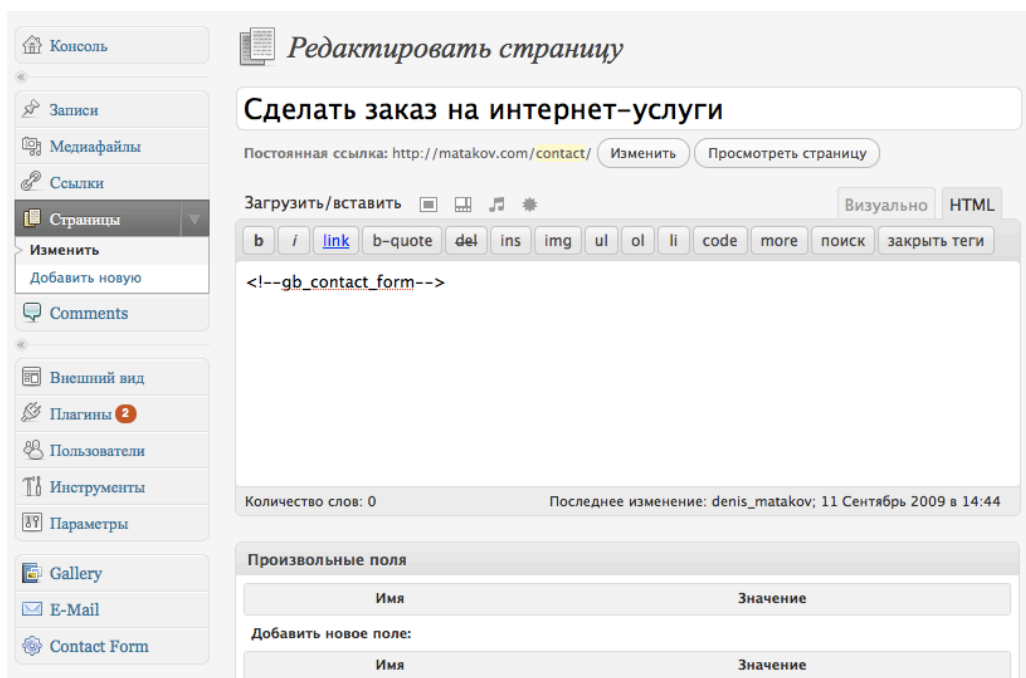 Консоль
Записи
Медиафайлы
Ссылки
Страницы
Изменить
Добавить новую
Comments
Внешний вид
Плагины 2
Пользователи
Инструменты
Параметры
Gallery
E-Mail
Contact Form
Редактировать страницу
Сделать заказ на интернет-услуги
Постоянная ссылка: http://matakov.com/contact/ Изменить Просмотреть страницу
Загрузить/вставить Визуально HTML
b i link b-quote del ins img ul ol li code more поиск закрыть теги
<!--gb_contact_form-->
Количество слов: 0 Последнее изменение: denis_matakov; 11 Сентябрь 2009 в 14:44
Произвольные поля
Имя Значение
Добавить новое поле:
Имя Значение